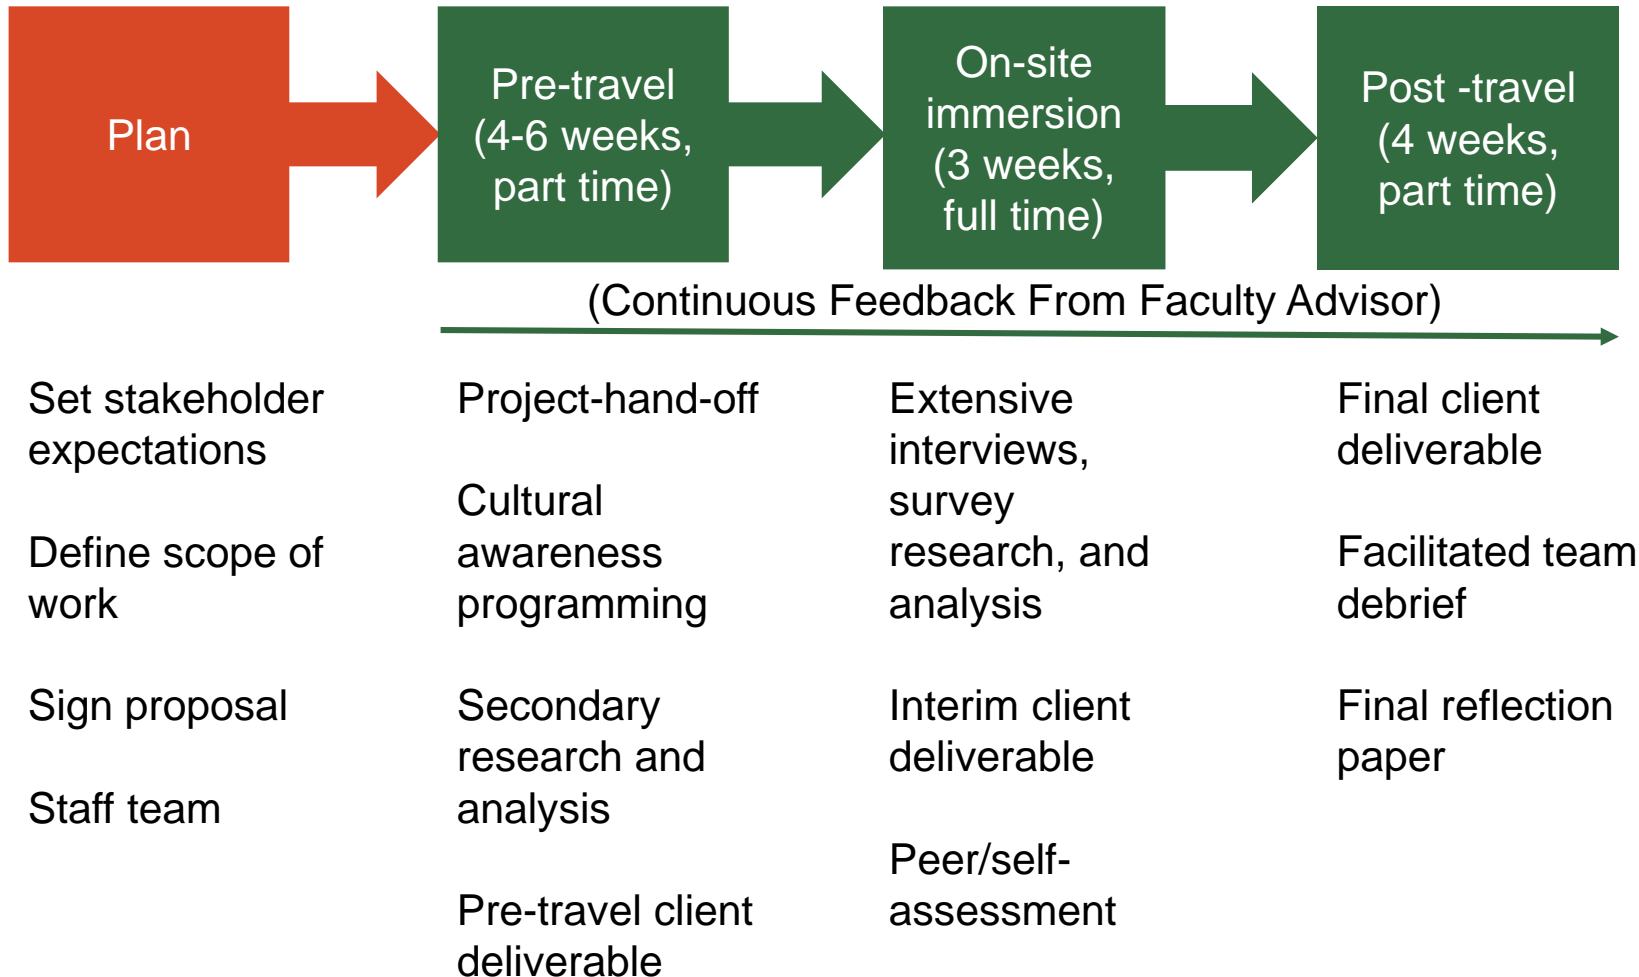 Plan
Pre-travel
(4-6 weeks,
part time)
On-site
immersion
(3 weeks,
full time)
Post -travel
(4 weeks,
part time)
(Continuous Feedback From Faculty Advisor)
Set stakeholder
expectations
Define scope of
work
Sign proposal
Staff team
Project-hand-off
Cultural
awareness
programming
Secondary
research and
analysis
Pre-travel client
deliverable
Extensive
interviews,
survey
research, and
analysis
Interim client
deliverable
Peer/self-
assessment
Final client
deliverable
Facilitated team
debrief
Final reflection
paper